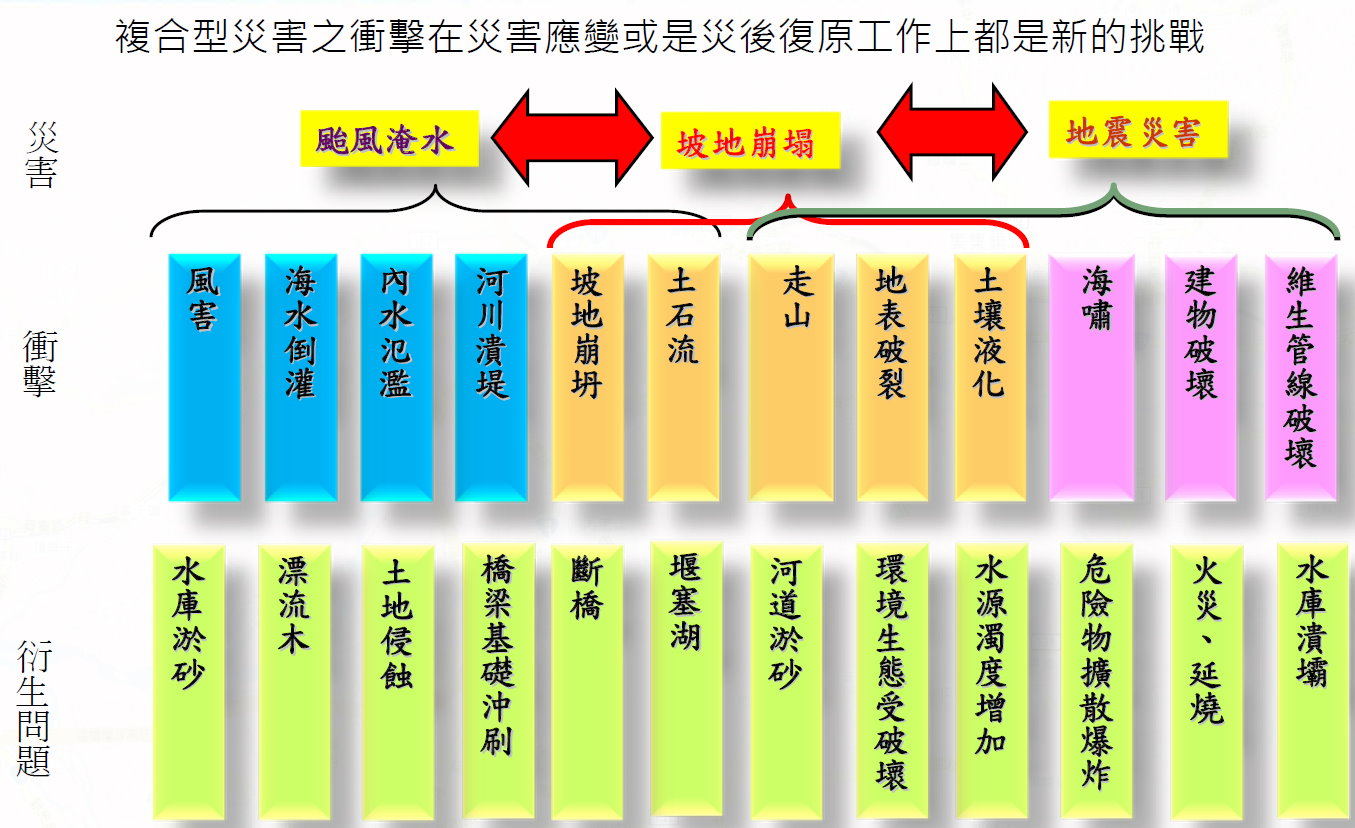 複合型災害之衝擊在災害應變或是災後復原工作上都是新的挑戰
災害
颱風淹水
坡地崩塌
地震災害
衝擊
風害
海水倒灌
內水氾濫
河川潰堤
坡地崩坍
土石流
走山
地表破裂
土壤液化
海嘯
建物破壞
維生管線破壞
衍生問題
水庫淤砂
漂流木
土地侵蝕
橋梁基礎沖刷
斷橋
堰塞湖
河道淤砂
環境生態受破壞
水源濁度增加
危險物擴散爆炸
火災、延燒
水庫潰壩